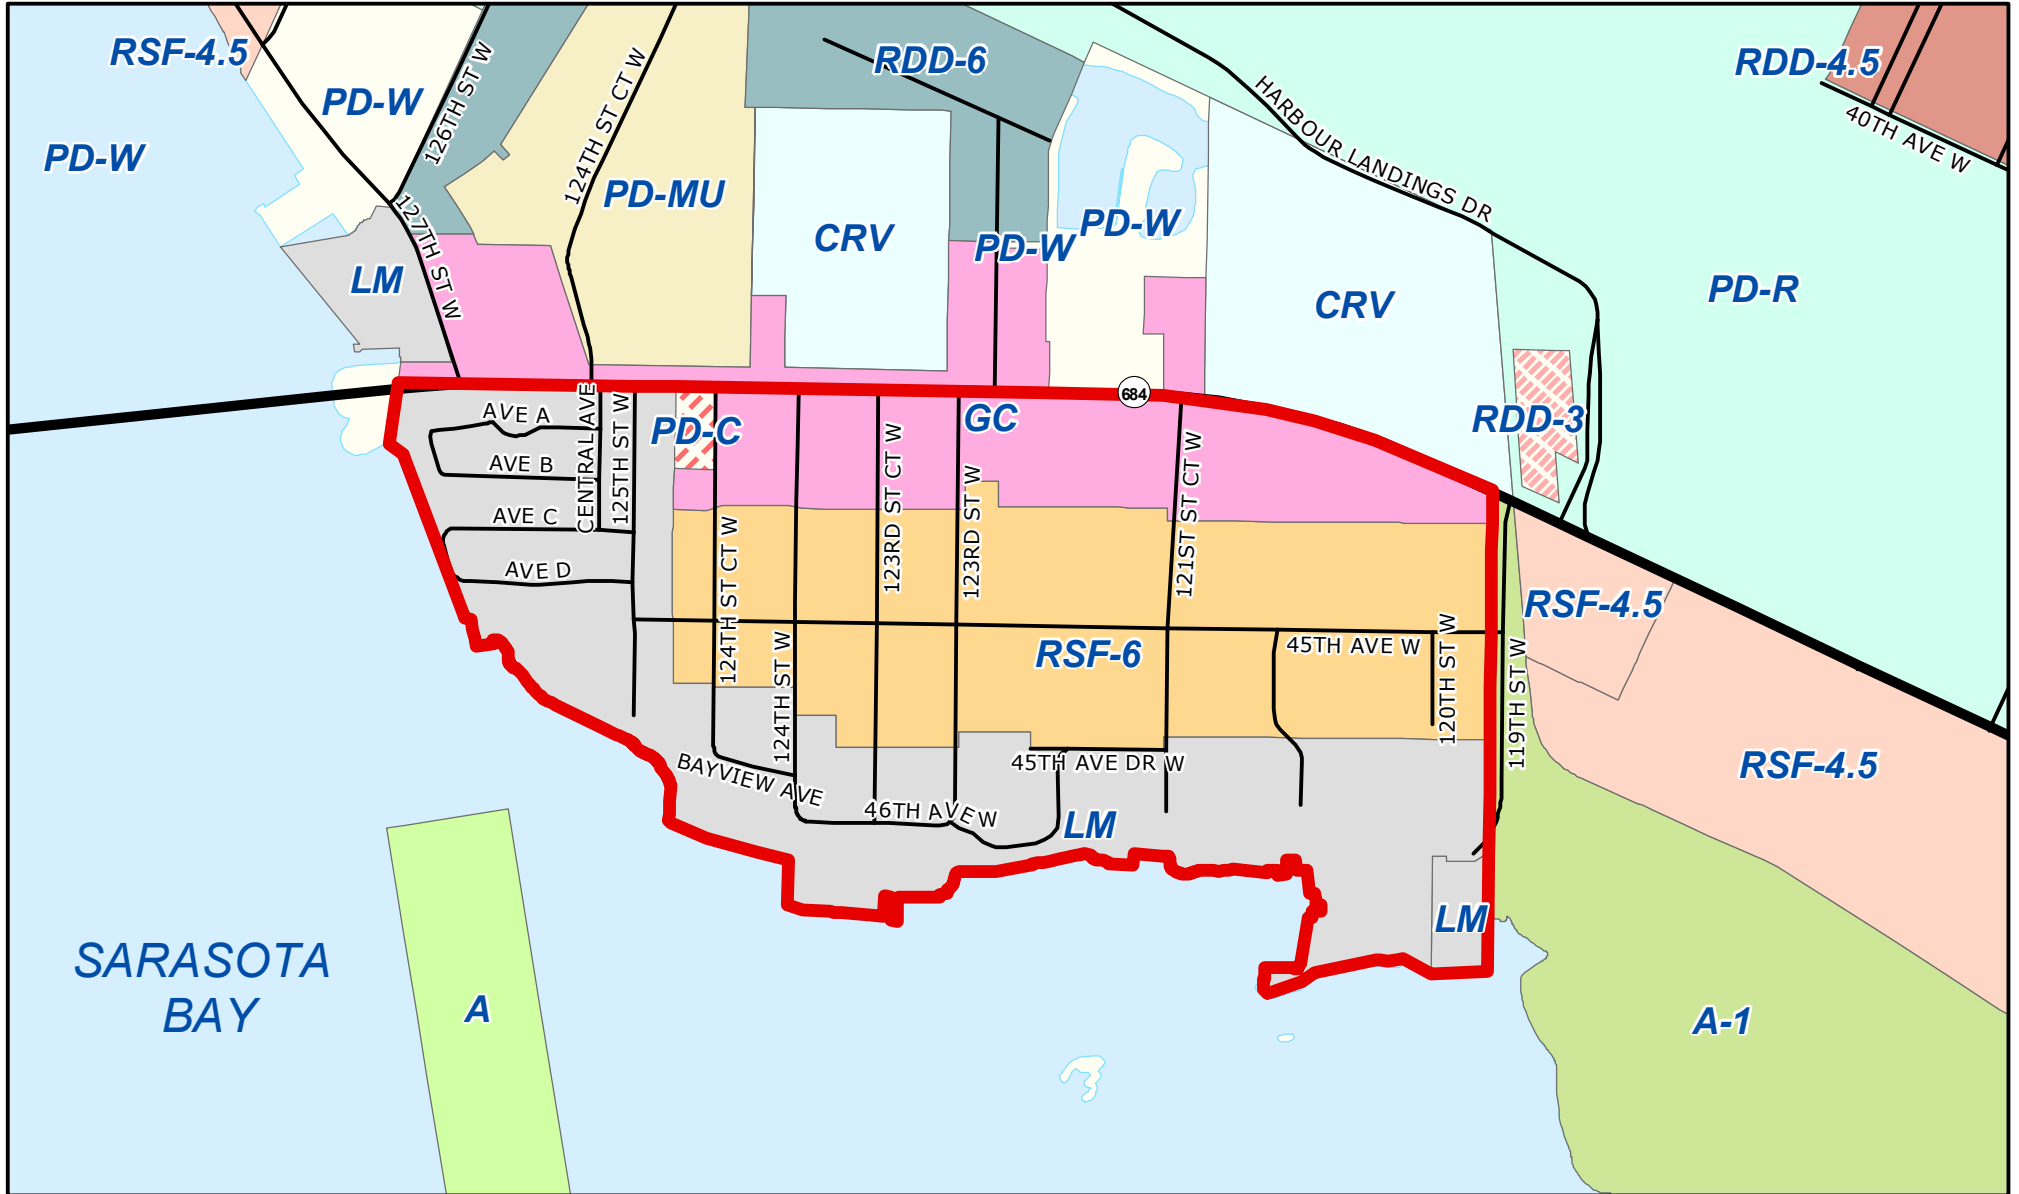 RSF-4.5
RDD-6
RDD-4.5
PD-W
126TH ST W
124TH ST CT W
HARBOUR LANDINGS DR
40TH AVE W
PD-W
PD-MU
CRV
PD-W
PD-W
127TH ST W
LM
CRV
PD-R
684
AVE A
CENTRAL AVE
125TH ST W
PD-C
GC
RDD-3
AVE B
123RD ST CT W
123RD ST W
121ST ST CT W
AVE C
AVE D
124TH ST CT W
RSF-4.5
RSF-6
45TH AVE W
120TH ST W
119TH ST W
124TH ST W
BAYVIEW AVE
45TH AVE DR W
RSF-4.5
46TH AVE W
LM
LM
SARASOTA
BAY
A
A-1